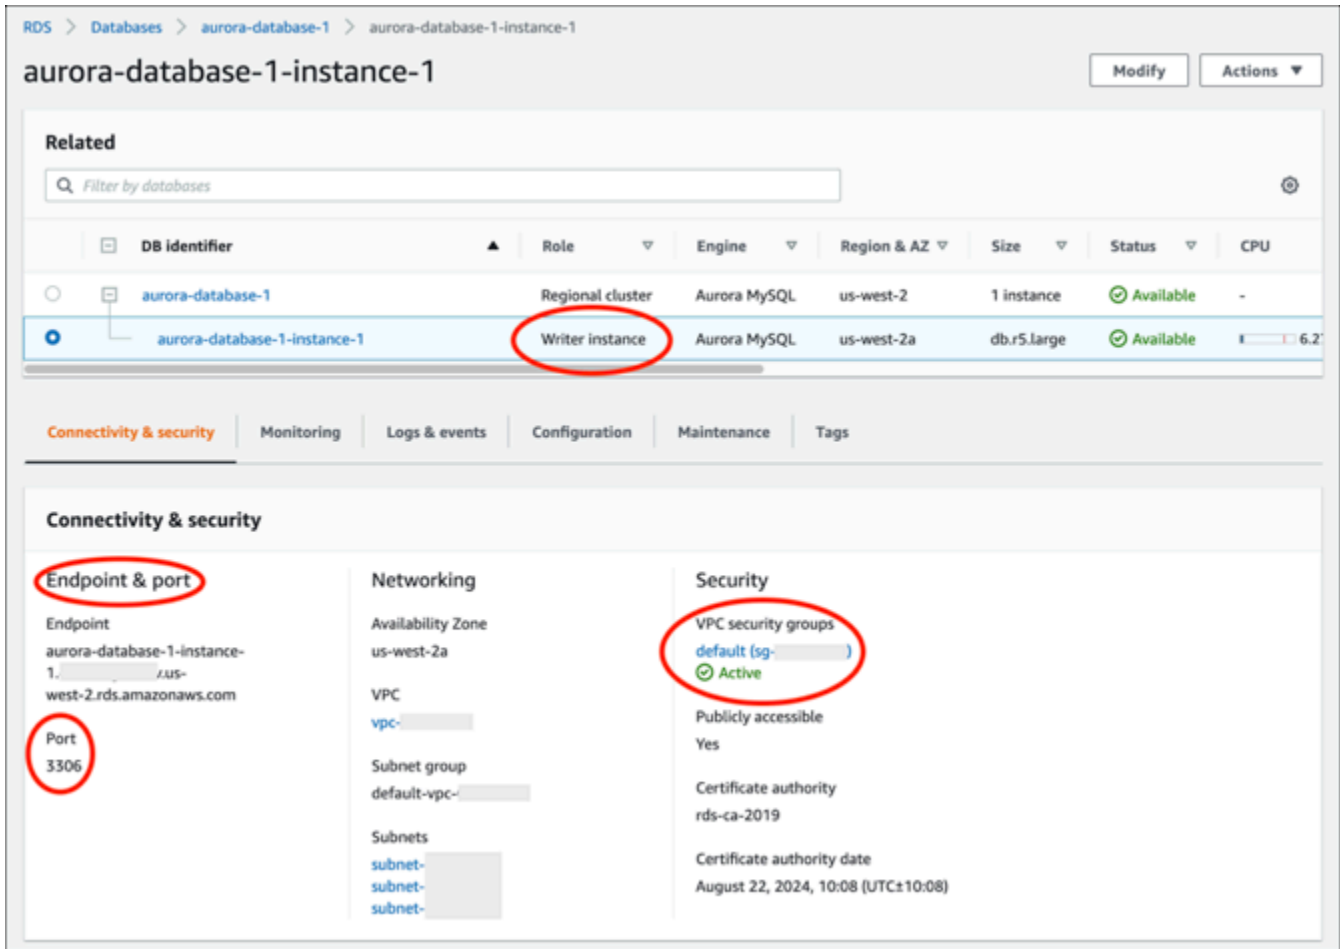 RDS > Databases > aurora-database-1 > aurora-database-1-instance-1
aurora-database-1-instance-1
Modify
Actions
Related
Filter by databases
DB identifier Role Engine Region & AZ Size Status CPU
aurora-database-1 Regional cluster Aurora MySQL us-west-2 1 instance Available -
aurora-database-1-instance-1 Writer instance Aurora MySQL us-west-2a db.r5.large Available 6.2
Connectivity & security Monitoring Logs & events Configuration Maintenance Tags
Connectivity & security
Endpoint & port
Endpoint
aurora-database-1-instance-
1. .us-
west-2.rds.amazonaws.com
Port
3306
Networking
Availability Zone
us-west-2a
VPC
vpc-
Subnet group
default-vpc-
Subnets
subnet-
subnet-
subnet-
Security
VPC security groups
default (sg- )
Active
Publicly accessible
Yes
Certificate authority
rds-ca-2019
Certificate authority date
August 22, 2024, 10:08 (UTC±10:08)